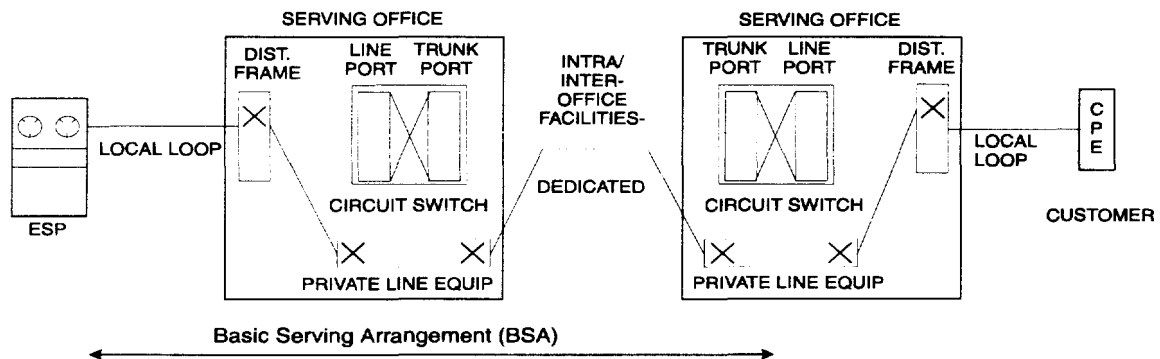 SERVING OFFICE
DIST.
FRAME
LINE
PORT
TRUNK
PORT
LOCAL LOOP
ESP
CIRCUIT SWITCH
PRIVATE LINE EQUIP
INTRA/
INTER-
OFFICE
FACILITIES-
DEDICATED
SERVING OFFICE
TRUNK
PORT
LINE
PORT
DIST.
FRAME
CIRCUIT SWITCH
PRIVATE LINE EQUIP
LOCAL
LOOP
C
P
E
CUSTOMER
Basic Serving Arrangement (BSA)